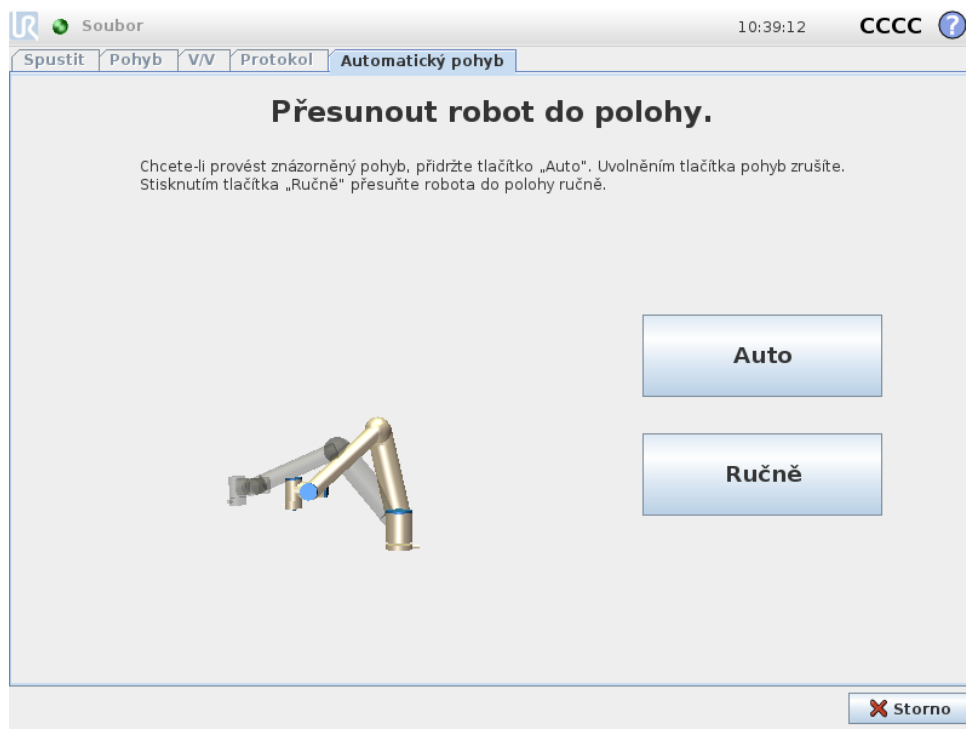 UR Soubor 10:39:12 CCCC ?
Spustit Pohyb V/V Protokol Automatický pohyb
Přesunout robot do polohy.
Chcete-li provést znázorněný pohyb, přidržte tlačítko „Auto". Uvolněním tlačítka pohyb zrušíte.
Stisknutím tlačítka „Ručně" přesuňte robota do polohy ručně.
Auto
Ručně
Storno